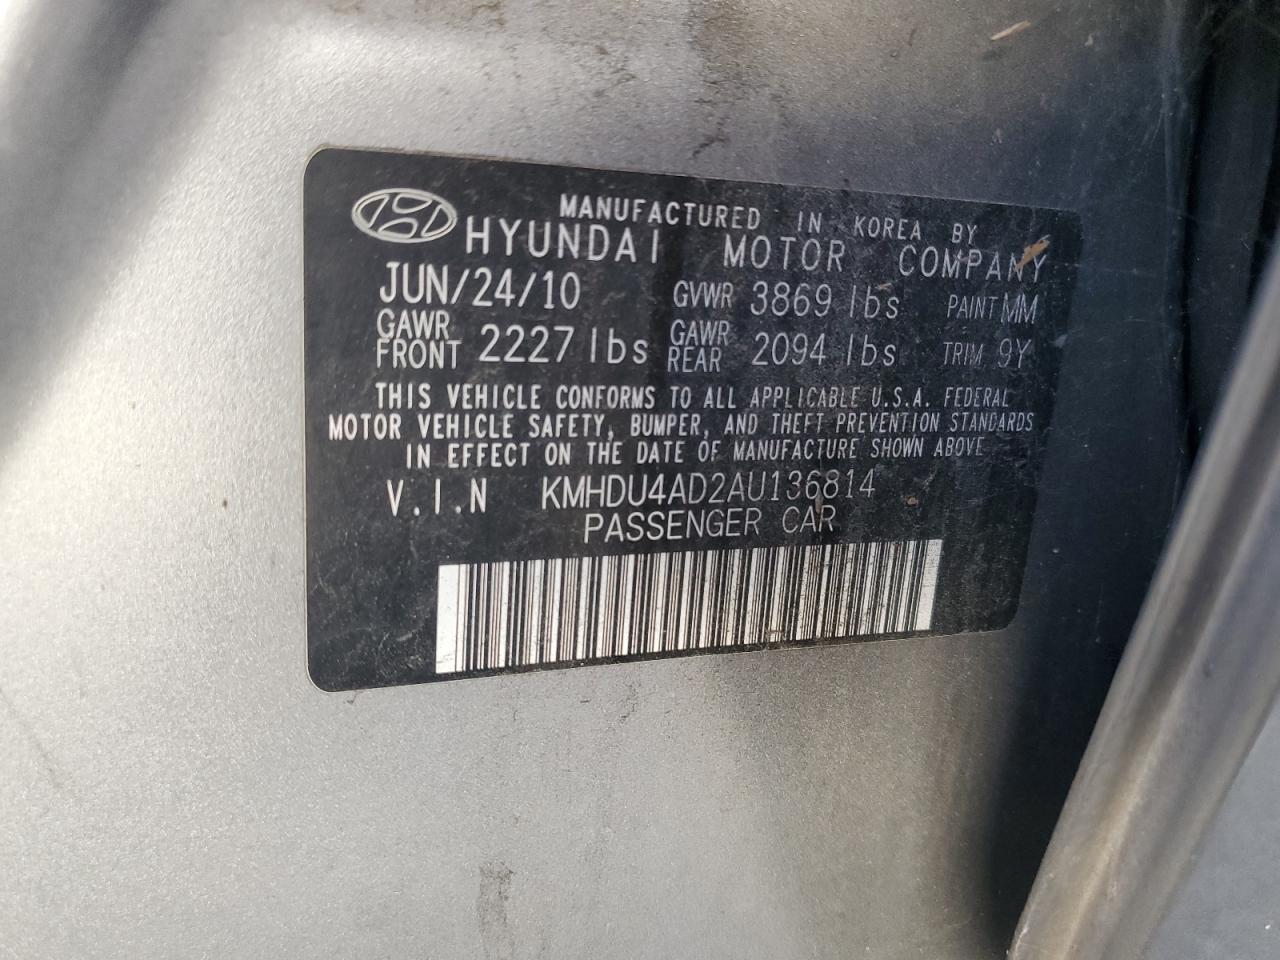 MANUFACTURED IN KOREA BY
HYUNDAI MOTOR COMPANY
JUN/24/10 GVWR 3869 lbs PAINT MM
GAWR FRONT 2227 lbs GAWR REAR 2094 lbs TRIM 9Y
THIS VEHICLE CONFORMS TO ALL APPLICABLE U.S.A. FEDERAL
MOTOR VEHICLE SAFETY, BUMPER, AND THEFT PREVENTION STANDARDS
IN EFFECT ON THE DATE OF MANUFACTURE SHOWN ABOVE
V.I.N KMHDU4AD2AU136814
PASSENGER CAR